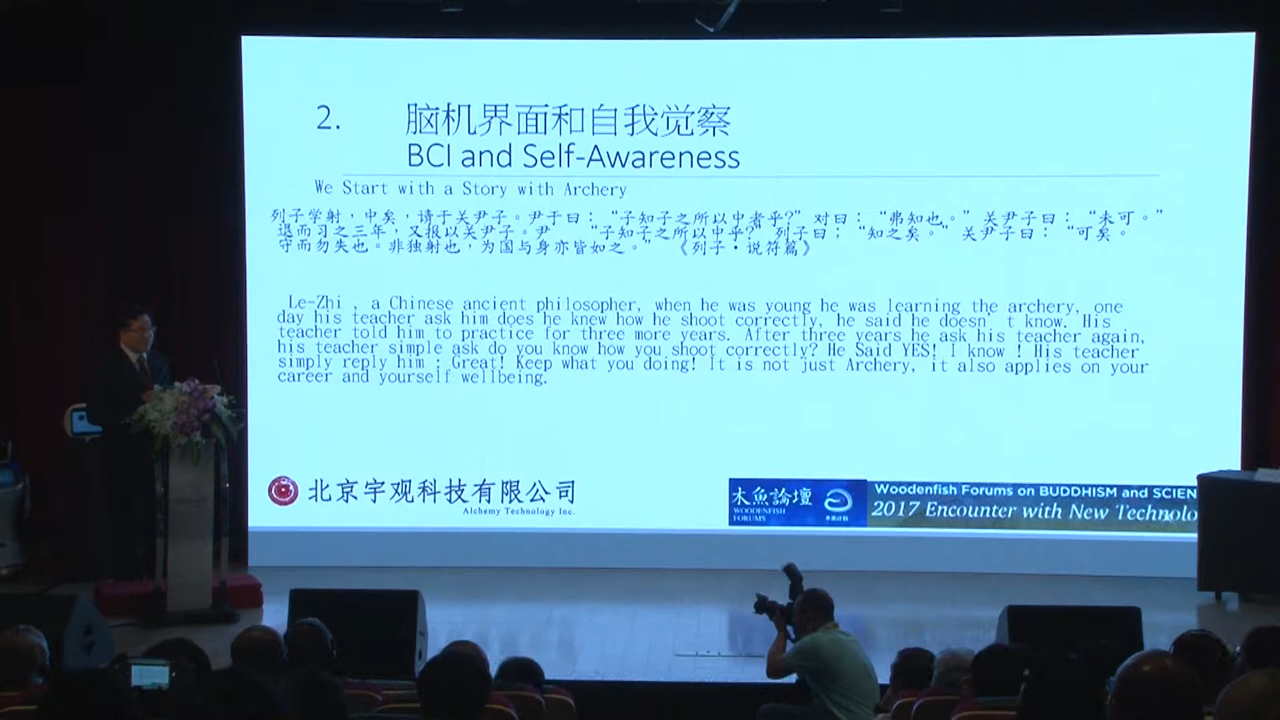 2. 脑机界面和自我觉察
BCI and Self-Awareness
We Start with a Story with Archery
列子学射，中矣，请于关尹子。尹子曰：“子知子之所以中者乎?” 对曰：“弗知也。” 关尹子曰：“未可。”
退而习之三年，又报以关尹子。尹 “子知子之所以中乎?” 列子曰；“知之矣。” 关尹子曰：“可矣。
守而勿失也。非独射也，为国与身亦皆如之。” 《列子·说符篇》
Le-Zhi , a Chinese ancient philosopher, when he was young he was learning the archery, one
day his teacher ask him does he knew how he shoot correctly, he said he doesn't know. His
teacher told him to practice for three more years. After three years he ask his teacher again,
his teacher simple ask do you know how you shoot correctly? He Said YES! I know ! His teacher
simply reply him : Great! Keep what you doing! It is not just Archery, it also applies on your
career and yourself wellbeing.
北京宇观科技有限公司
Alchemy Technology Inc.
木魚論壇
WOODENFISH
FORUMS
木鱼计划
Woodenfish Forums on BUDDHISM and SCIEN
2017 Encounter with New Technolo